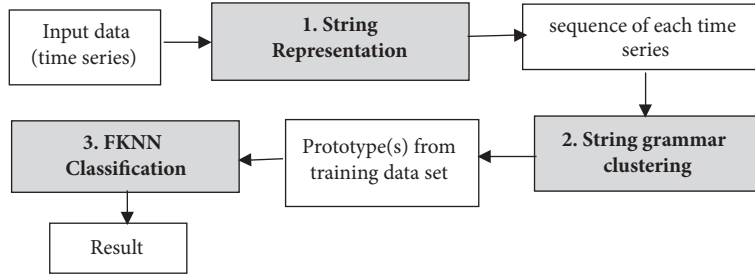 Input data
(time series)
1. String
Representation
sequence of each time
series
2. String grammar
clustering
Prototype(s) from
training data set
3. FKNN
Classification
Result